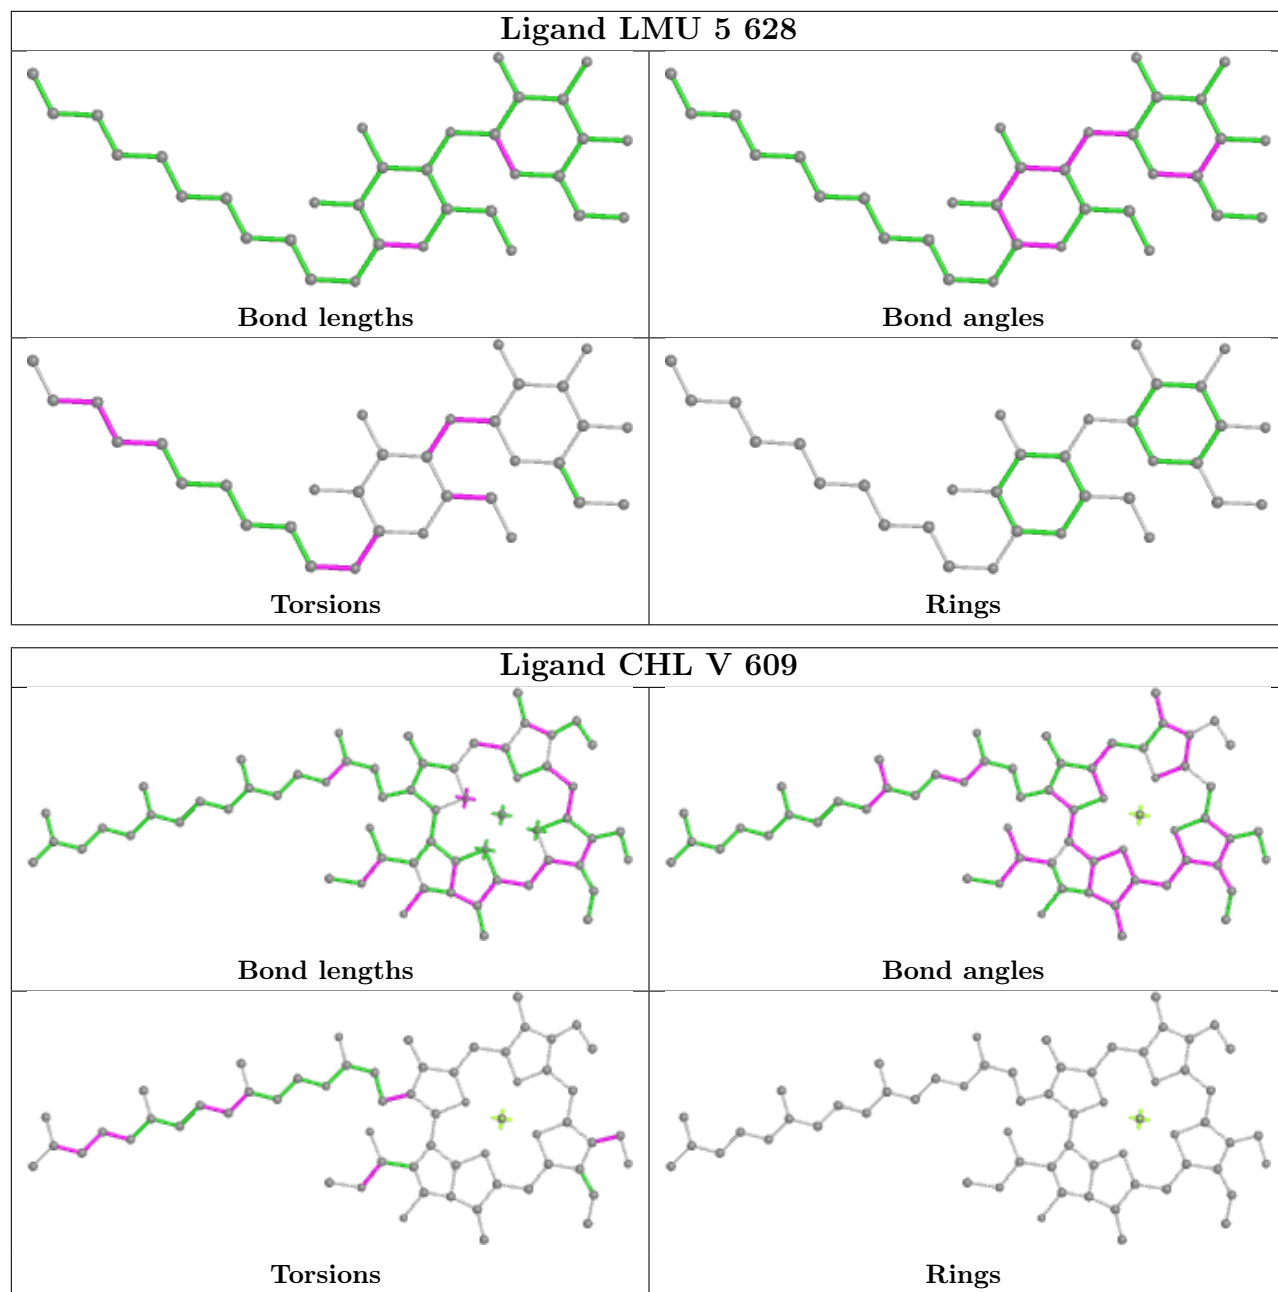 Ligand LMU 5 628
Bond lengths
Bond angles
Torsions
Rings
Ligand CHL V 609
Bond lengths
Bond angles
Torsions
Rings